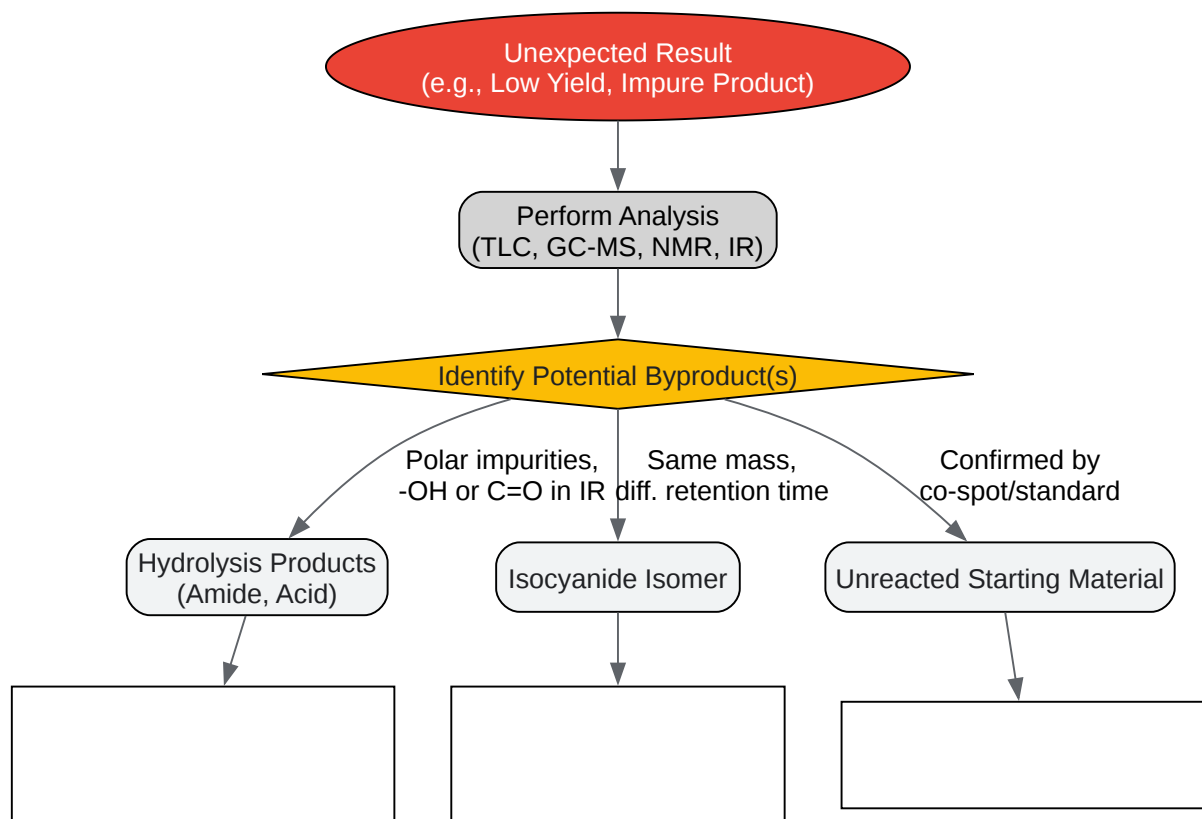 Unexpected Result
(e.g., Low Yield, Impure Product)
Perform Analysis
(TLC, GC-MS, NMR, IR)
Identify Potential Byproduct(s)
Polar impurities,
-OH or C=O in IR
Same mass,
diff. retention time
Confirmed by
co-spot/standard
Hydrolysis Products
(Amide, Acid)
Isocyanide Isomer
Unreacted Starting Material